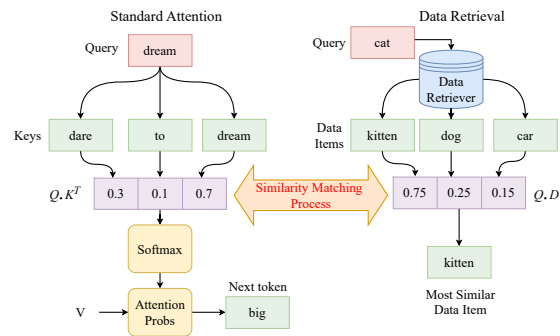 Standard Attention
Query
dream
Keys
dare
to
dream
Q.K^T
0.3
0.1
0.7
Softmax
V
Attention
Probs
Next token
big
Similarity Matching
Process
Data Retrieval
Query
cat
Data
Retriever
Data
Items
kitten
dog
car
0.75
0.25
0.15
Q.D
kitten
Most Similar
Data Item